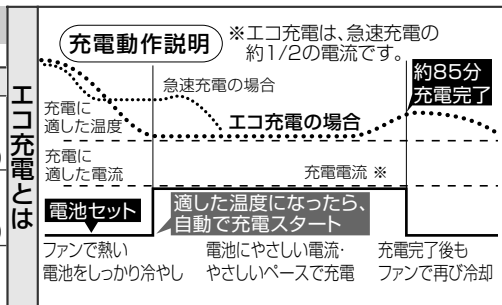 エコ充電とは
充電動作説明
※エコ充電は、急速充電の
約1/2の電流です。
約85分
充電完了
急速充電の場合
充電に
適した温度
エコ充電の場合
充電に
適した電流
充電電流 ※
電池セット
適した温度になったら、
自動で充電スタート
ファンで熱い
電池をしっかり冷やし
電池にやさしい電流・
やさしいペースで充電
充電完了後も
ファンで再び冷却